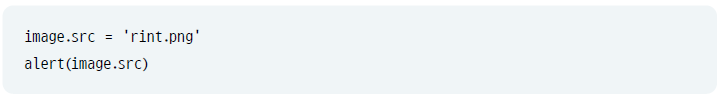 image.src = 'rint.png'
alert(image.src)